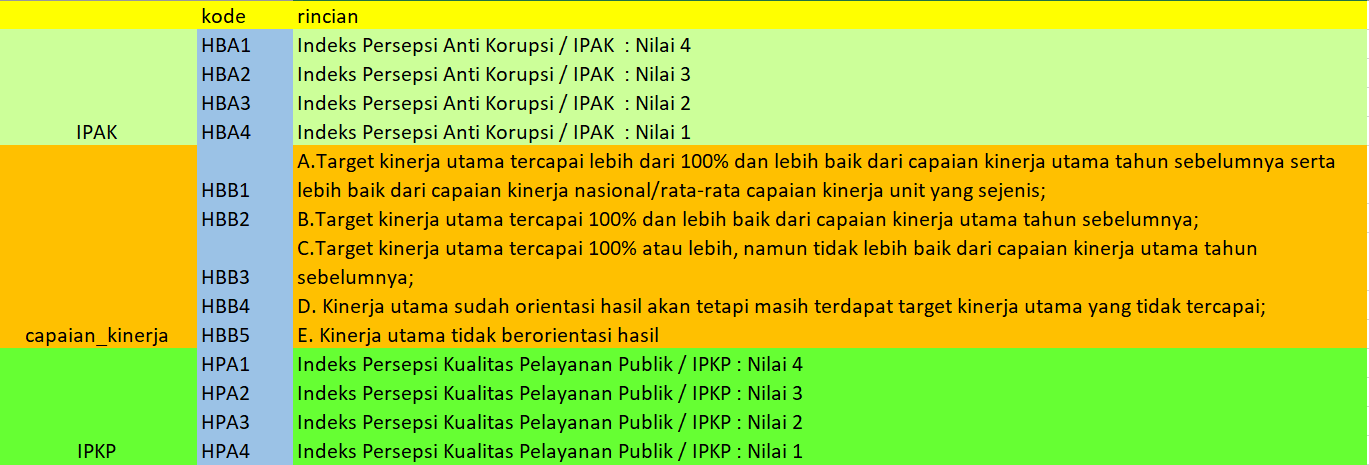 kode rincian
HBA1 Indeks Persepsi Anti Korupsi / IPAK : Nilai 4
HBA2 Indeks Persepsi Anti Korupsi / IPAK : Nilai 3
HBA3 Indeks Persepsi Anti Korupsi / IPAK : Nilai 2
IPAK HBA4 Indeks Persepsi Anti Korupsi / IPAK : Nilai 1
A.Target kinerja utama tercapai lebih dari 100% dan lebih baik dari capaian kinerja utama tahun sebelumnya serta
HBB1 lebih baik dari capaian kinerja nasional/rata-rata capaian kinerja unit yang sejenis;
HBB2 B.Target kinerja utama tercapai 100% dan lebih baik dari capaian kinerja utama tahun sebelumnya;
C.Target kinerja utama tercapai 100% atau lebih, namun tidak lebih baik dari capaian kinerja utama tahun
HBB3 sebelumnya;
HBB4 D. Kinerja utama sudah orientasi hasil akan tetapi masih terdapat target kinerja utama yang tidak tercapai;
capaian_kinerja HBB5 E. Kinerja utama tidak berorientasi hasil
HPA1 Indeks Persepsi Kualitas Pelayanan Publik / IPKP : Nilai 4
HPA2 Indeks Persepsi Kualitas Pelayanan Publik / IPKP : Nilai 3
HPA3 Indeks Persepsi Kualitas Pelayanan Publik / IPKP : Nilai 2
IPKP HPA4 Indeks Persepsi Kualitas Pelayanan Publik / IPKP : Nilai 1